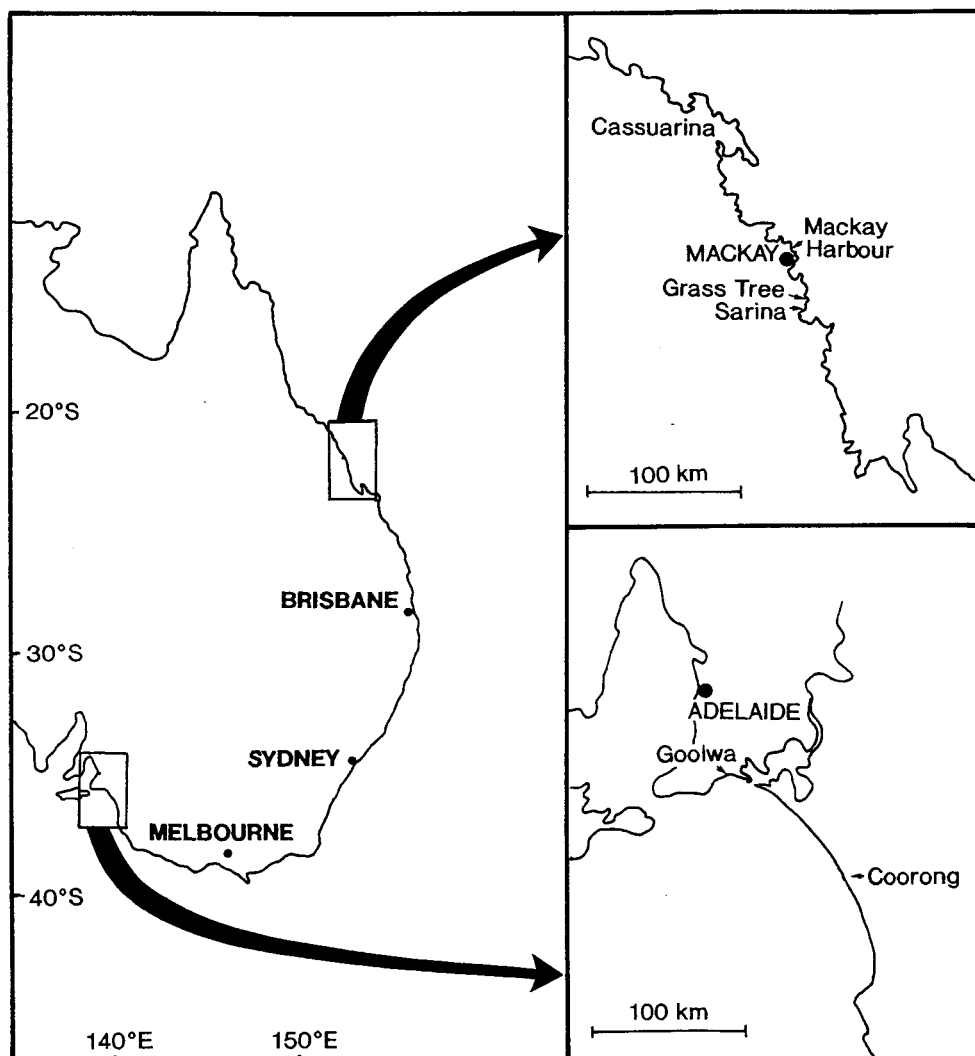 20°S
BRISBANE
30°S
SYDNEY
MELBOURNE
40°S
140°E
150°E
Cassuarina
Mackay
Harbour
MACKAY
Grass Tree
Sarina
100 km
ADELAIDE
Goolwa
Coorong
100 km